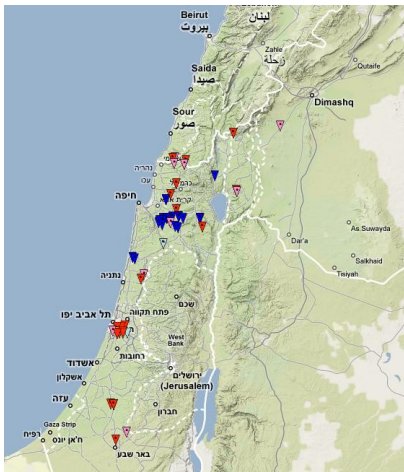 Beirut
بيروت
لبنان
Zahle
زحلة
Qutaife
Saida
صيدا
Dimashq
Sour
صور
נהריה
עכו
חיפה
As Suwayda
Dar'a
Salkhad
Tisiyah
נתניה
שכם
פתח תקווה
תל אביב יפו
West
Bank
רחובות
אשדוד
ירושלים
(Jerusalem)
אשקלון
חברון
עזה
Gaza Strip
רפיח
ח'אן יונס
באר שבע